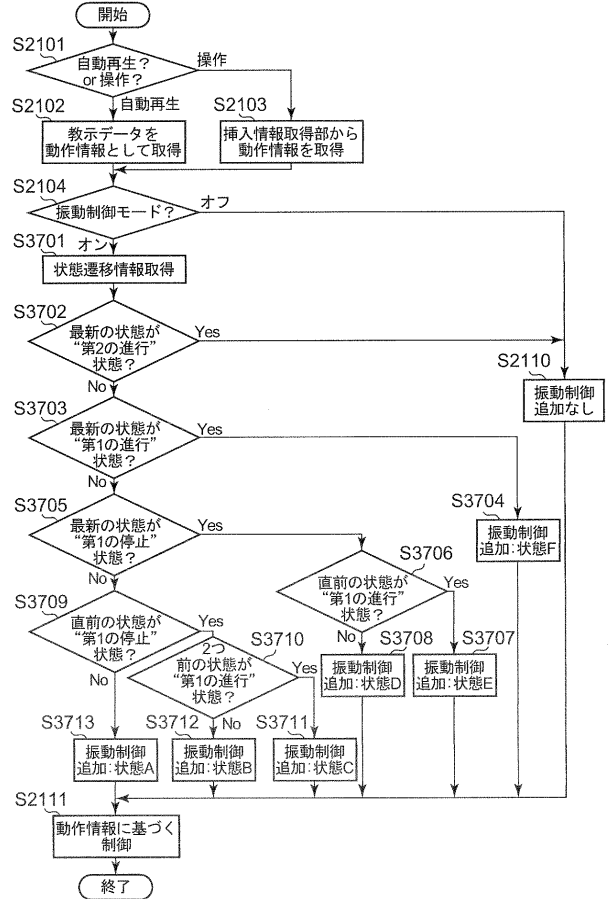 開始
S2101
自動再生?
or 操作?
操作
自動再生
S2102
教示データを
動作情報として取得
S2103
挿入情報取得部から
動作情報を取得
S2104
振動制御モード?
オフ
オン
S3701
状態遷移情報取得
S3702
最新の状態が
“第2の進行”
状態?
Yes
No
S2110
振動制御
追加なし
S3703
最新の状態が
“第1の進行”
状態?
Yes
No
S3704
振動制御
追加:状態F
S3705
最新の状態が
“第1の停止”
状態?
Yes
No
S3706
直前の状態が
“第1の進行”
状態?
Yes
No
S3708
振動制御
追加:状態D
S3707
振動制御
追加:状態E
S3709
直前の状態が
“第1の停止”
状態?
Yes
No
S3710
2つ
前の状態が
“第1の進行”
状態?
Yes
No
S3713
振動制御
追加:状態A
S3712
振動制御
追加:状態B
S3711
振動制御
追加:状態C
S2111
動作情報に基づく
制御
終了